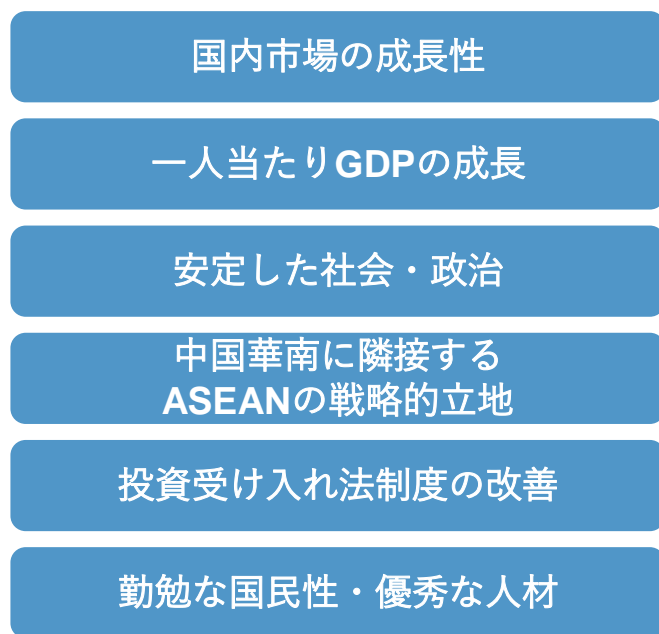 国内市場の成長性
一人当たりGDPの成長
安定した社会・政治
中国華南に隣接する
ASEANの戦略的立地
投資受け入れ法制度の改善
勤勉な国民性・優秀な人材